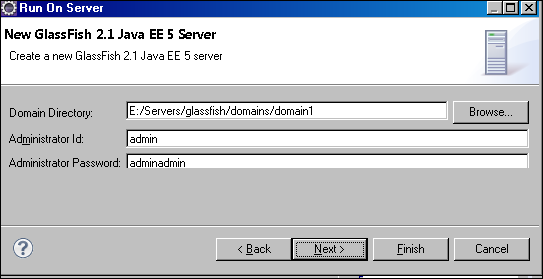 Run On Server
New GlassFish 2.1 Java EE 5 Server
Create a new GlassFish 2.1 Java EE 5 server
Domain Directory: E:/Servers/glassfish/domains/domain1 Browse...
Administrator Id: admin
Administrator Password: adminadmin
? < Back Next > Finish Cancel